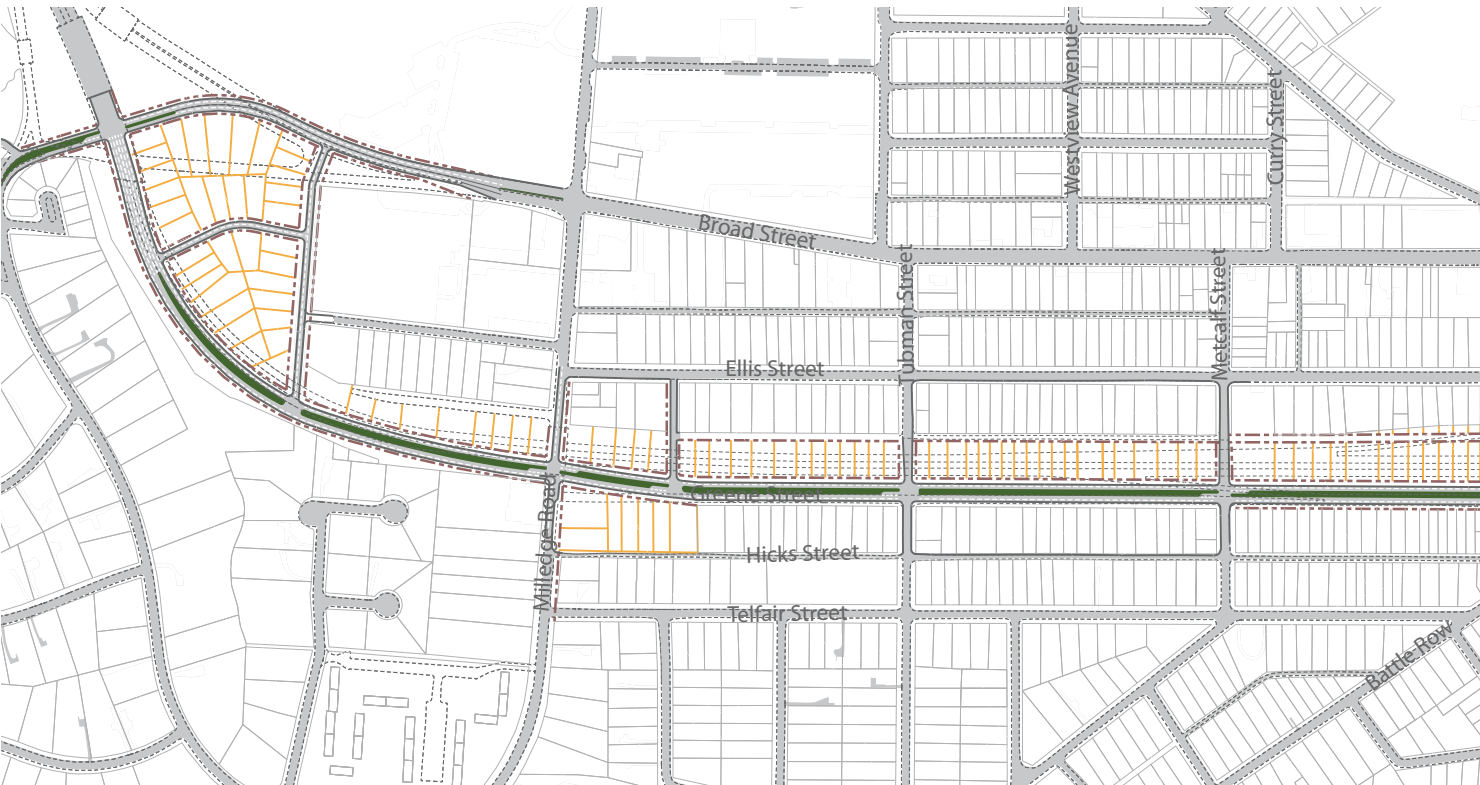 Westview Avenue
Curry Street
Broad Street
Tubman Street
Metcalf Street
Ellis Street
Greene Street
Milledge Road
Hicks Street
Telfair Street
Battle Row